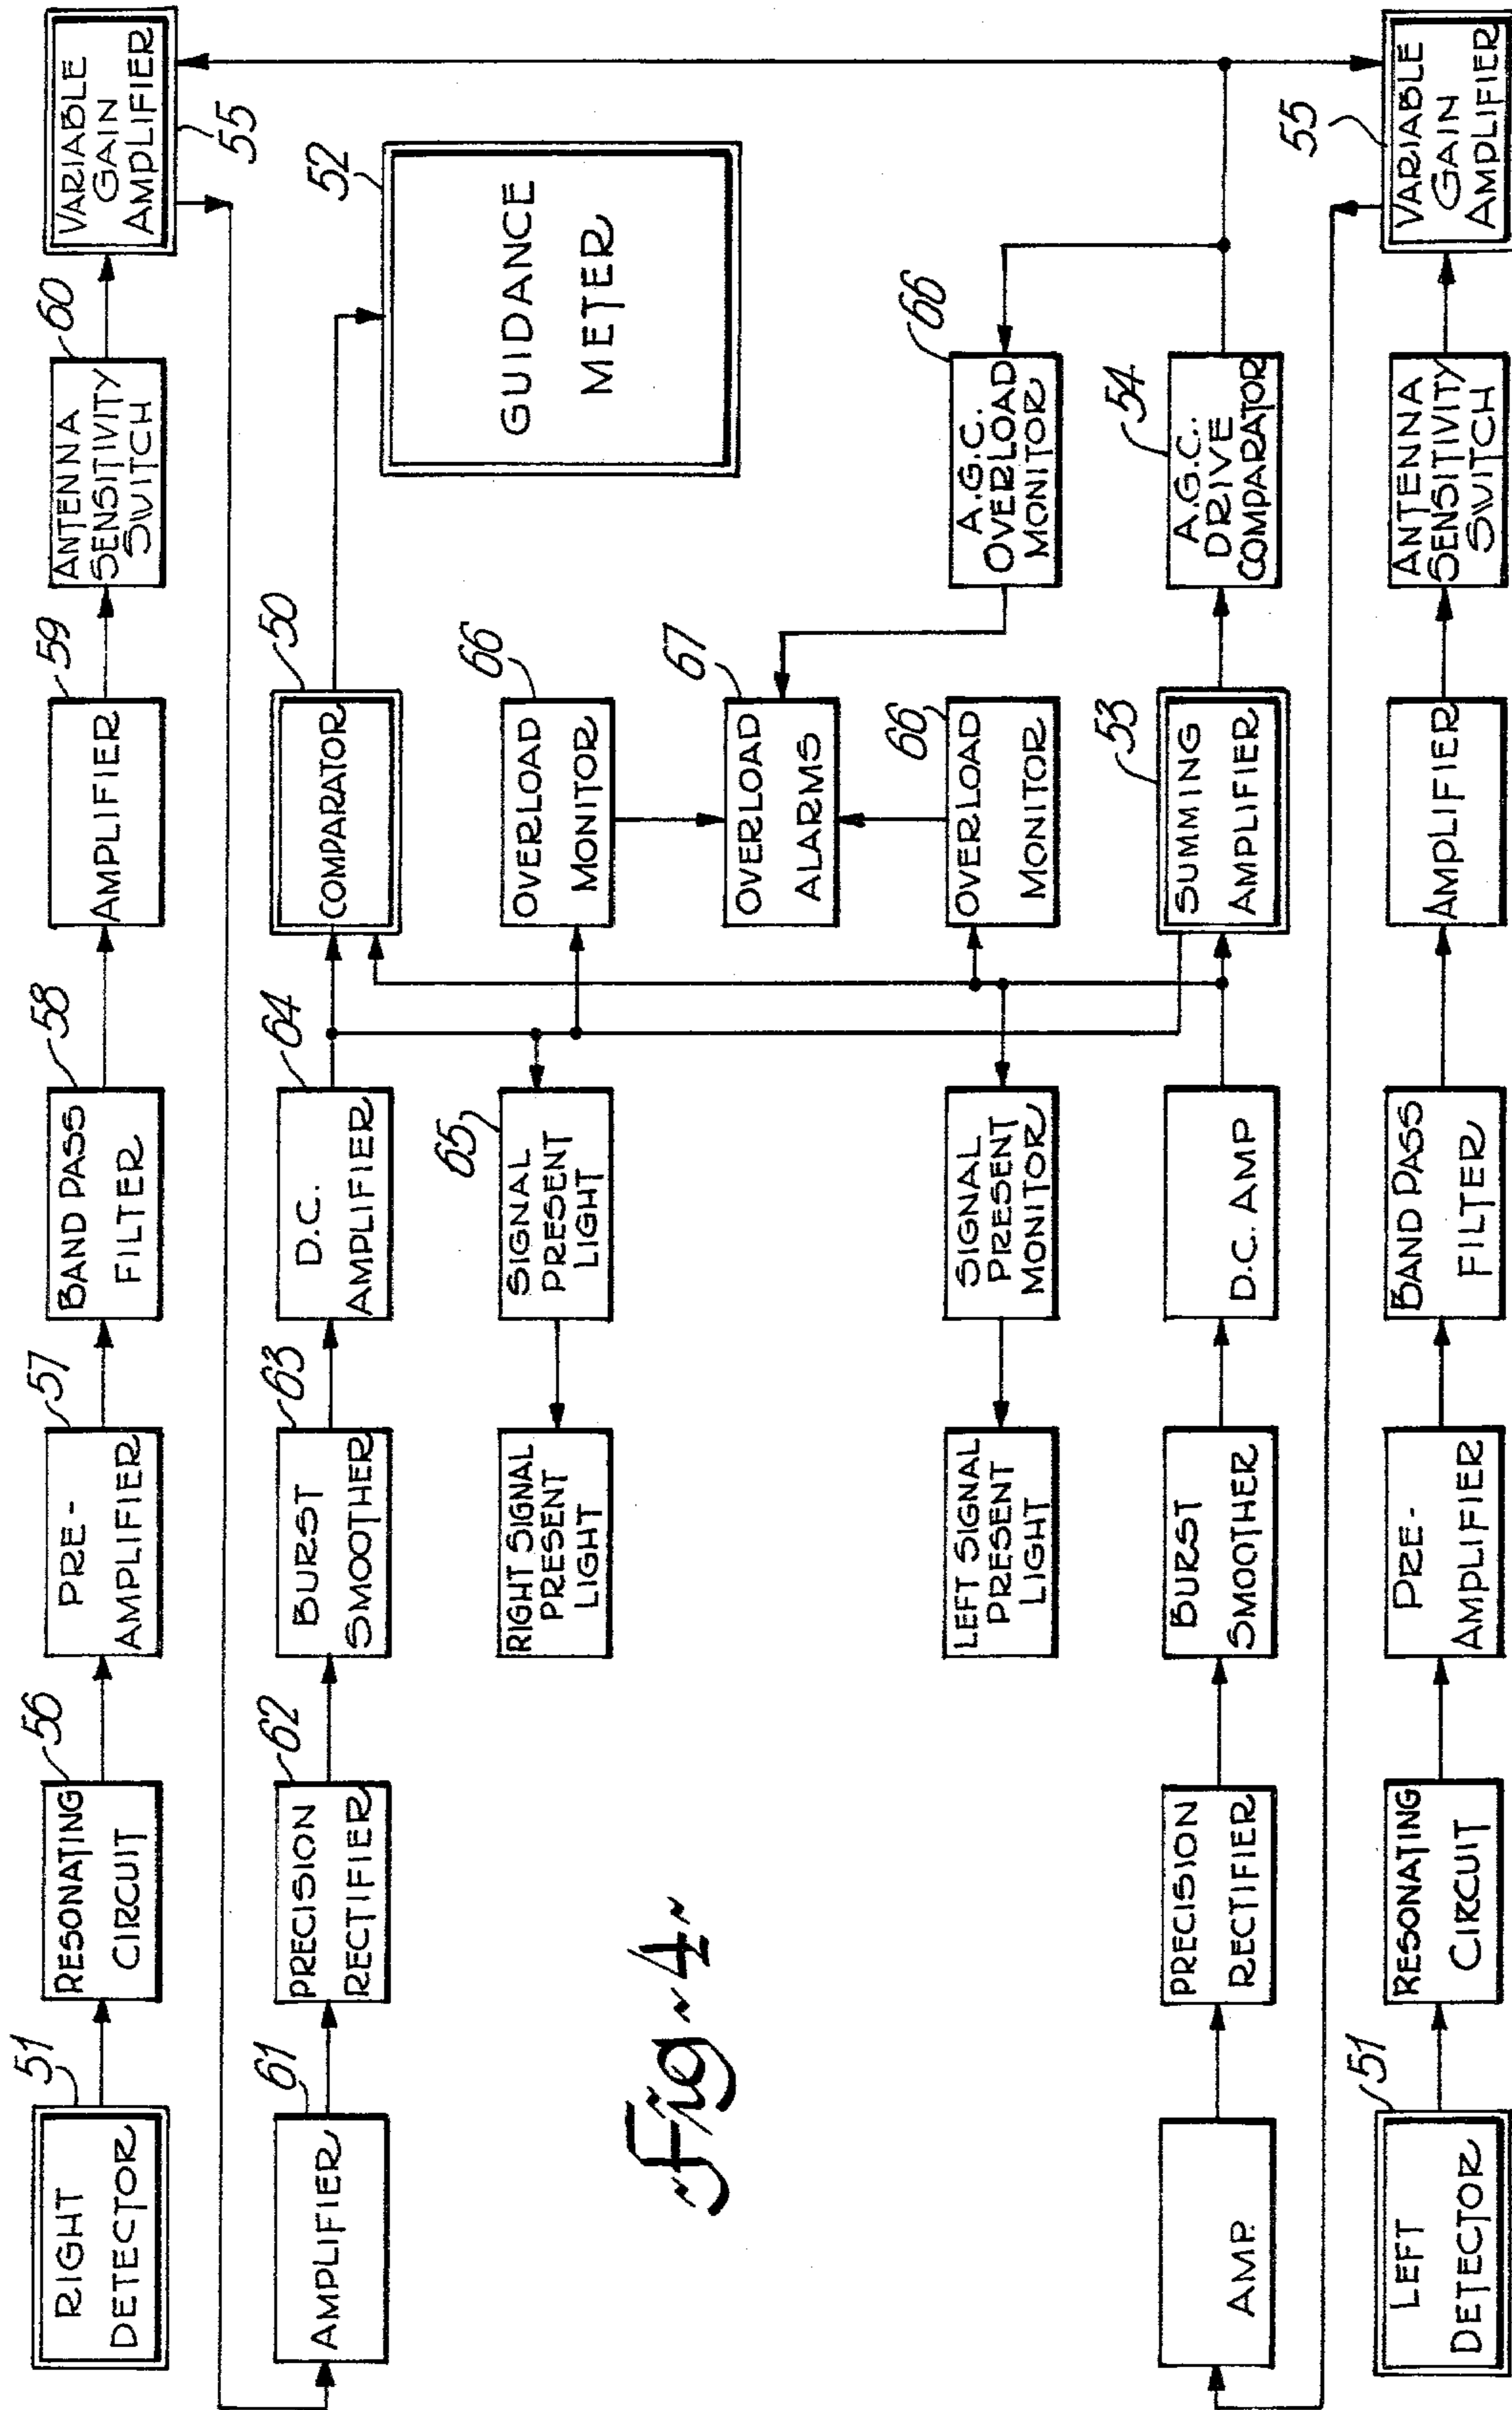 51
RIGHT
DETECTOR
56
RESONATING
CIRCUIT
57
PRE-
AMPLIFIER
58
BAND PASS
FILTER
59
AMPLIFIER
60
ANTENNA
SENSITIVITY
SWITCH
VARIABLE
GAIN
AMPLIFIER
55
61
AMPLIFIER
62
PRECISION
RECTIFIER
63
BURST
SMOOTHER
64
D.C.
AMPLIFIER
50
COMPARATOR
52
GUIDANCE
METER
RIGHT SIGNAL
PRESENT
LIGHT
65
SIGNAL
PRESENT
LIGHT
66
OVERLOAD
MONITOR
67
OVERLOAD
ALARMS
LEFT SIGNAL
PRESENT
LIGHT
SIGNAL
PRESENT
MONITOR
66
OVERLOAD
MONITOR
66
A.G.C.
OVERLOAD
MONITOR
AMP.
PRECISION
RECTIFIER
BURST
SMOOTHER
D.C. AMP
53
SUMMING
AMPLIFIER
54
A.G.C.
DRIVE
COMPARATOR
51
LEFT
DETECTOR
RESONATING
CIRCUIT
PRE-
AMPLIFIER
BAND PASS
FILTER
AMPLIFIER
ANTENNA
SENSITIVITY
SWITCH
55
VARIABLE
GAIN
AMPLIFIER
~Fig~4~